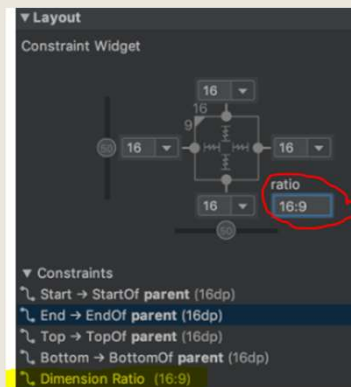 ▼ Layout
Constraint Widget
16
16
9
50 16 16
ratio
16 16:9
50
▼ Constraints
Start → StartOf parent (16dp)
End → EndOf parent (16dp)
Top → TopOf parent (16dp)
Bottom → BottomOf parent (16dp)
Dimension Ratio (16:9)